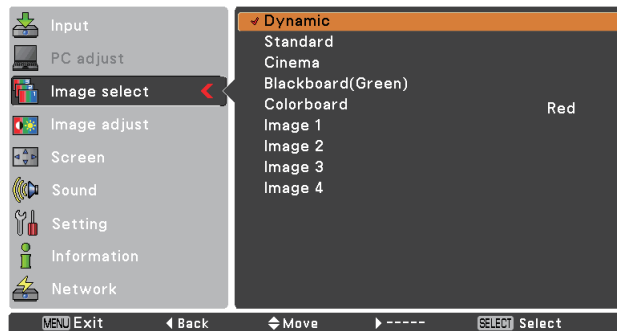 Input
PC adjust
Image select
Image adjust
Screen
Sound
Setting
Information
Network
Dynamic
Standard
Cinema
Blackboard(Green)
Colorboard Red
Image 1
Image 2
Image 3
Image 4
MENU Exit Back Move ----- SELECT Select